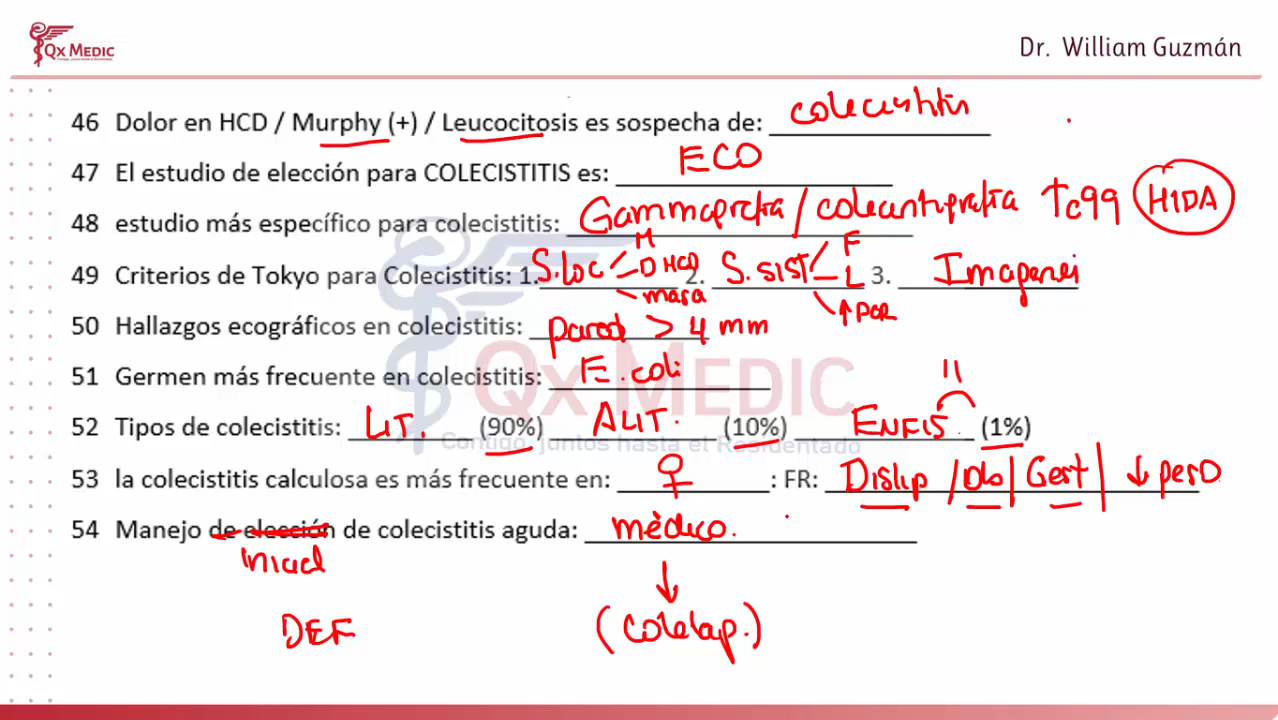 QX MEDIC
Dr. William Guzmán
46 Dolor en HCD / Murphy (+) / Leucocitosis es sospecha de: colecistitis
47 El estudio de elección para COLECISTITIS es: ECO
48 estudio más específico para colecistitis: Gammagrafia / colecintigrafia Tc99 HIDA
M F
49 Criterios de Tokyo para Colecistitis: 1. S. loc D HCD 2. S. SIST L 3. Imagenes
masa ↑ PCR
50 Hallazgos ecográficos en colecistitis: pared > 4 mm
51 Germen más frecuente en colecistitis: E. coli
QX MEDIC
52 Tipos de colecistitis: LIT. (90%) ALIT. (10%) ENFIS. (1%)
Contigo, juntos hasta el Residentado
53 la colecistitis calculosa es más frecuente en: ♀ : FR: Dislip / Db | Gest | ↓ peso
54 Manejo de elección de colecistitis aguda: médico.
inicial
DEF (colelap.)